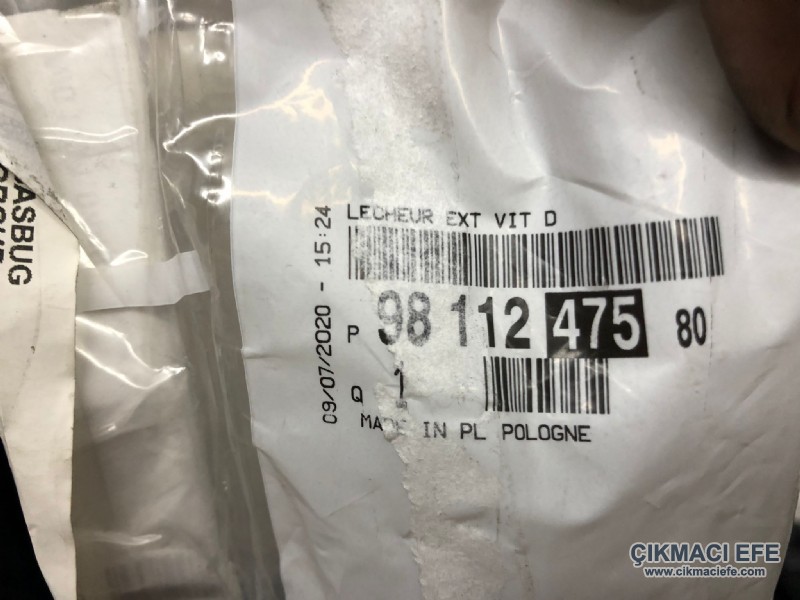 LECHEUR EXT VIT D
09/07/2020 - 15:24
P 98 112 475 80
Q 1
MADE IN PL POLOGNE
ÇIKMACI EFE
www.cikmaciefe.com